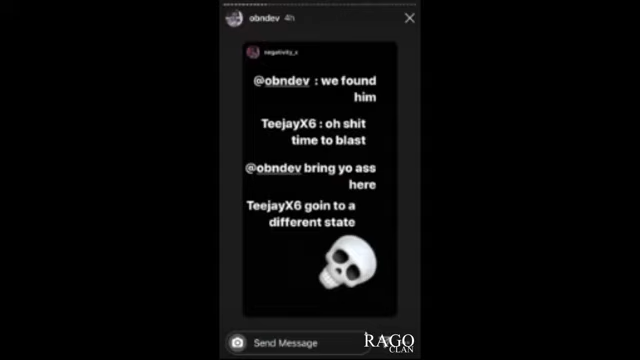 obndev 4h
negativity_x
@obndev : we found
him
TeejayX6 : oh shit
time to blast
@obndev bring yo ass
here
TeejayX6 goin to a
different state
Send Message
RAGO
CLAN